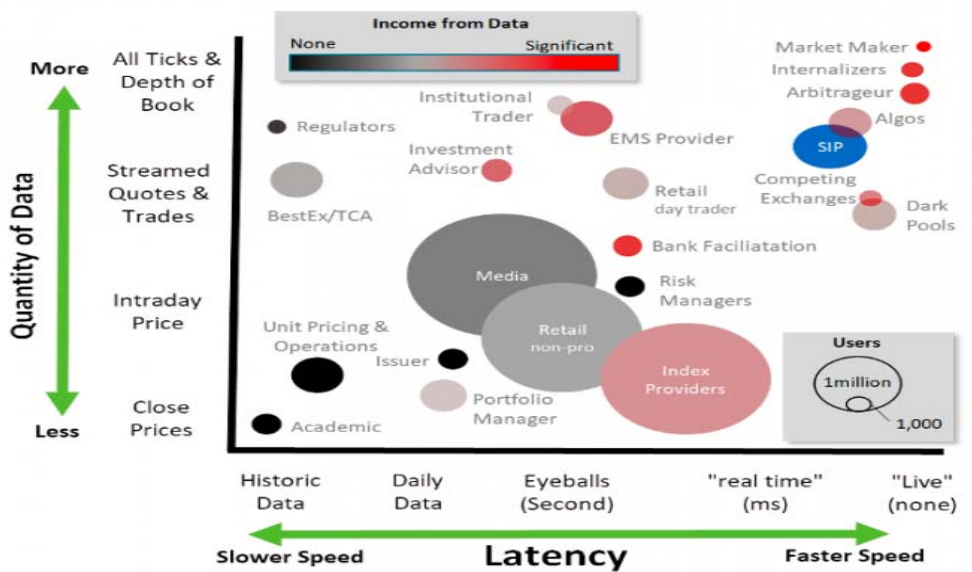 Income from Data
None
Significant
More
All Ticks &
Depth of
Book
Market Maker
Internalizers
Arbitrageur
Algos
Institutional
Trader
EMS Provider
Regulators
Investment
Advisor
SIP
Streamed
Quotes &
Trades
BestEx/TCA
Retail
day trader
Competing
Exchanges
Dark
Pools
Quantity of Data
Bank Faciliatation
Media
Risk
Managers
Intraday
Price
Retail
non-pro
Unit Pricing &
Operations
Issuer
Index
Providers
Users
1million
1,000
Portfolio
Manager
Close
Prices
Less
Academic
Historic
Data
Daily
Data
Eyeballs
(Second)
"real time"
(ms)
"Live"
(none)
Slower Speed
Latency
Faster Speed